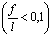 (f/l < 0,1)